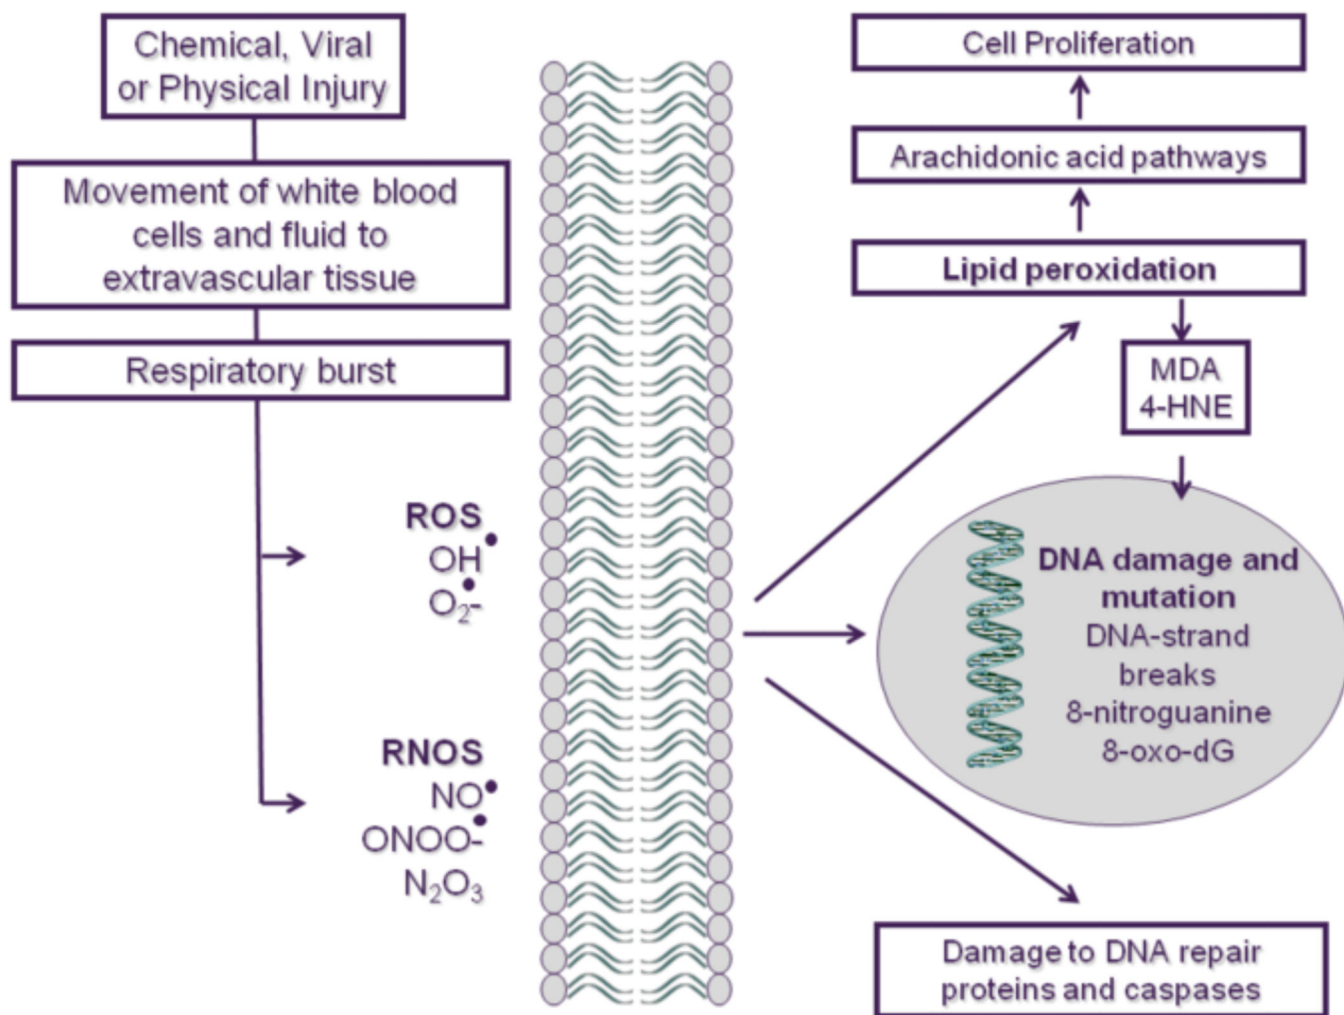 Chemical, Viral
or Physical Injury
Movement of white blood
cells and fluid to
extravascular tissue
Respiratory burst
ROS
OH•
O₂•-
RNOS
NO•
ONOO•-
N₂O₃
Cell Proliferation
Arachidonic acid pathways
Lipid peroxidation
MDA
4-HNE
DNA damage and
mutation
DNA-strand
breaks
8-nitroguanine
8-oxo-dG
Damage to DNA repair
proteins and caspases